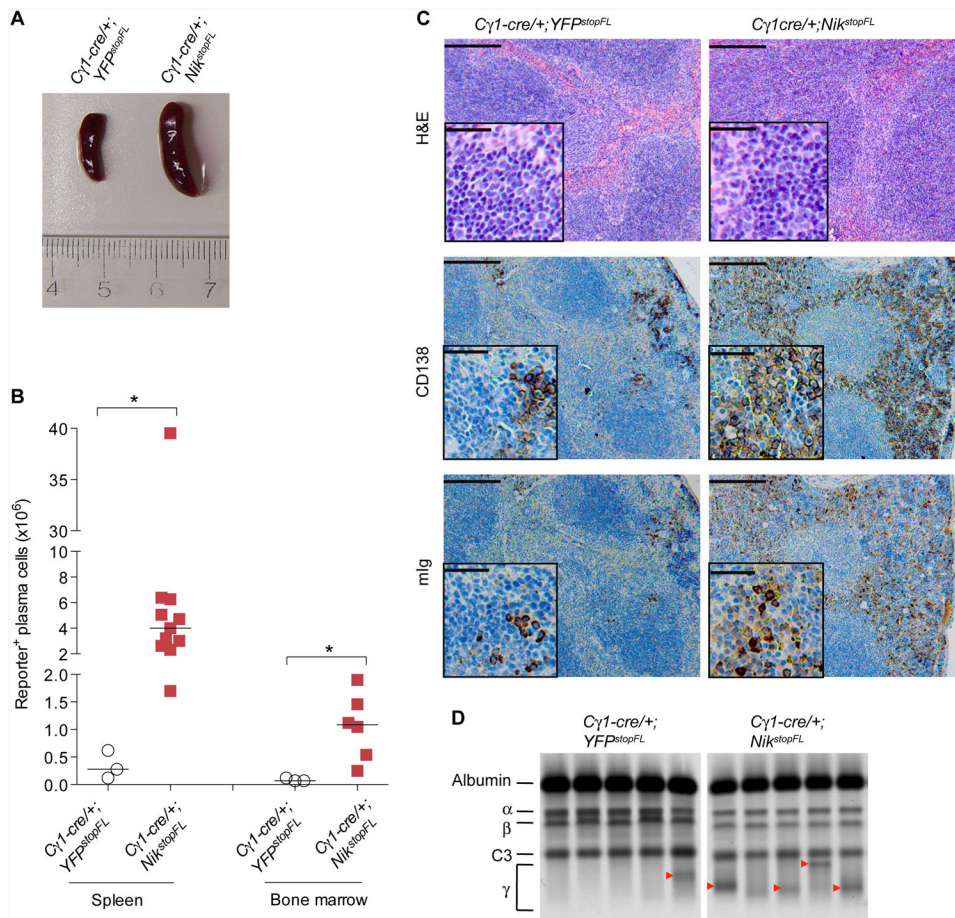 A
Cγ1-cre/+;
YFPstopFL
Cγ1-cre/+;
NikstopFL
4 5 6 7
B
*
*
40
35
30
10
8
6
4
2
2.0
1.5
1.0
0.5
0.0
Reporter+ plasma cells (x10⁶)
Cγ1-cre/+;
YFPstopFL
Cγ1-cre/+;
NikstopFL
Cγ1-cre/+;
YFPstopFL
Cγ1-cre/+;
NikstopFL
Spleen
Bone marrow
C
Cγ1-cre/+;YFPstopFL
Cγ1cre/+;NikstopFL
H&E
CD138
mIg
D
Cγ1-cre/+;
YFPstopFL
Cγ1-cre/+;
NikstopFL
Albumin
α
β
C3
γ